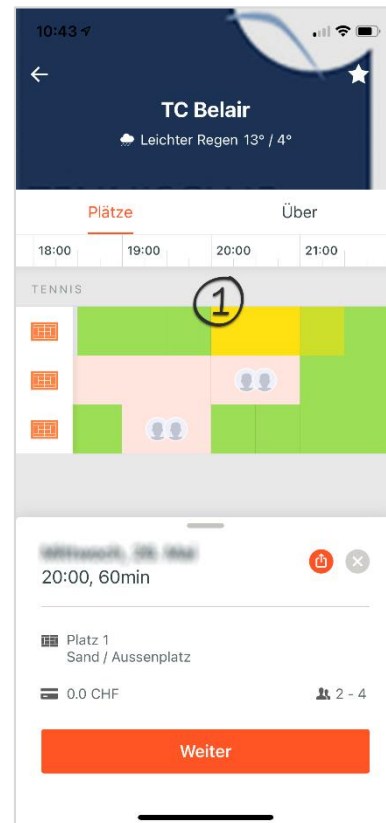 10:43
TC Belair
Leichter Regen 13° / 4°
Plätze Über
18:00 19:00 20:00 21:00
TENNIS
1
20:00, 60min
Platz 1
Sand / Aussenplatz
0.0 CHF 2 - 4
Weiter